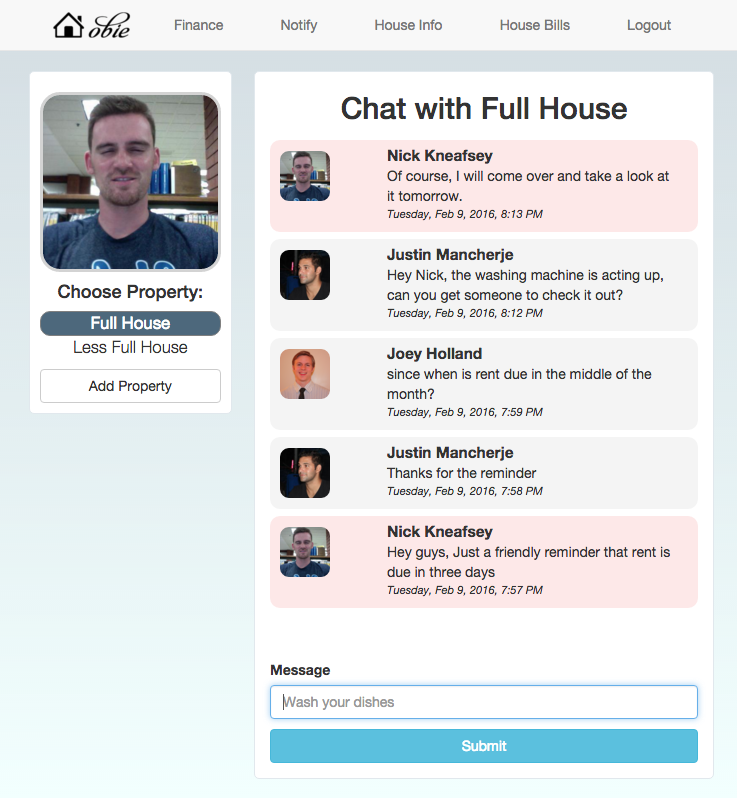 obie
Finance
Notify
House Info
House Bills
Logout
Choose Property:
Full House
Less Full House
Add Property
Chat with Full House
Nick Kneafsey
Of course, I will come over and take a look at
it tomorrow.
Tuesday, Feb 9, 2016, 8:13 PM
Justin Mancherje
Hey Nick, the washing machine is acting up,
can you get someone to check it out?
Tuesday, Feb 9, 2016, 8:12 PM
Joey Holland
since when is rent due in the middle of the
month?
Tuesday, Feb 9, 2016, 7:59 PM
Justin Mancherje
Thanks for the reminder
Tuesday, Feb 9, 2016, 7:58 PM
Nick Kneafsey
Hey guys, Just a friendly reminder that rent is
due in three days
Tuesday, Feb 9, 2016, 7:57 PM
Message
Wash your dishes
Submit